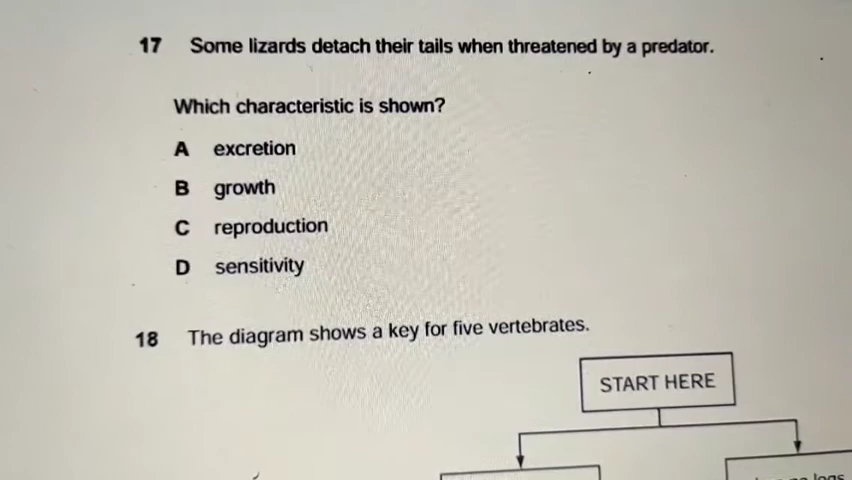 17 Some lizards detach their tails when threatened by a predator.
Which characteristic is shown?
A excretion
B growth
C reproduction
D sensitivity
18 The diagram shows a key for five vertebrates.
START HERE